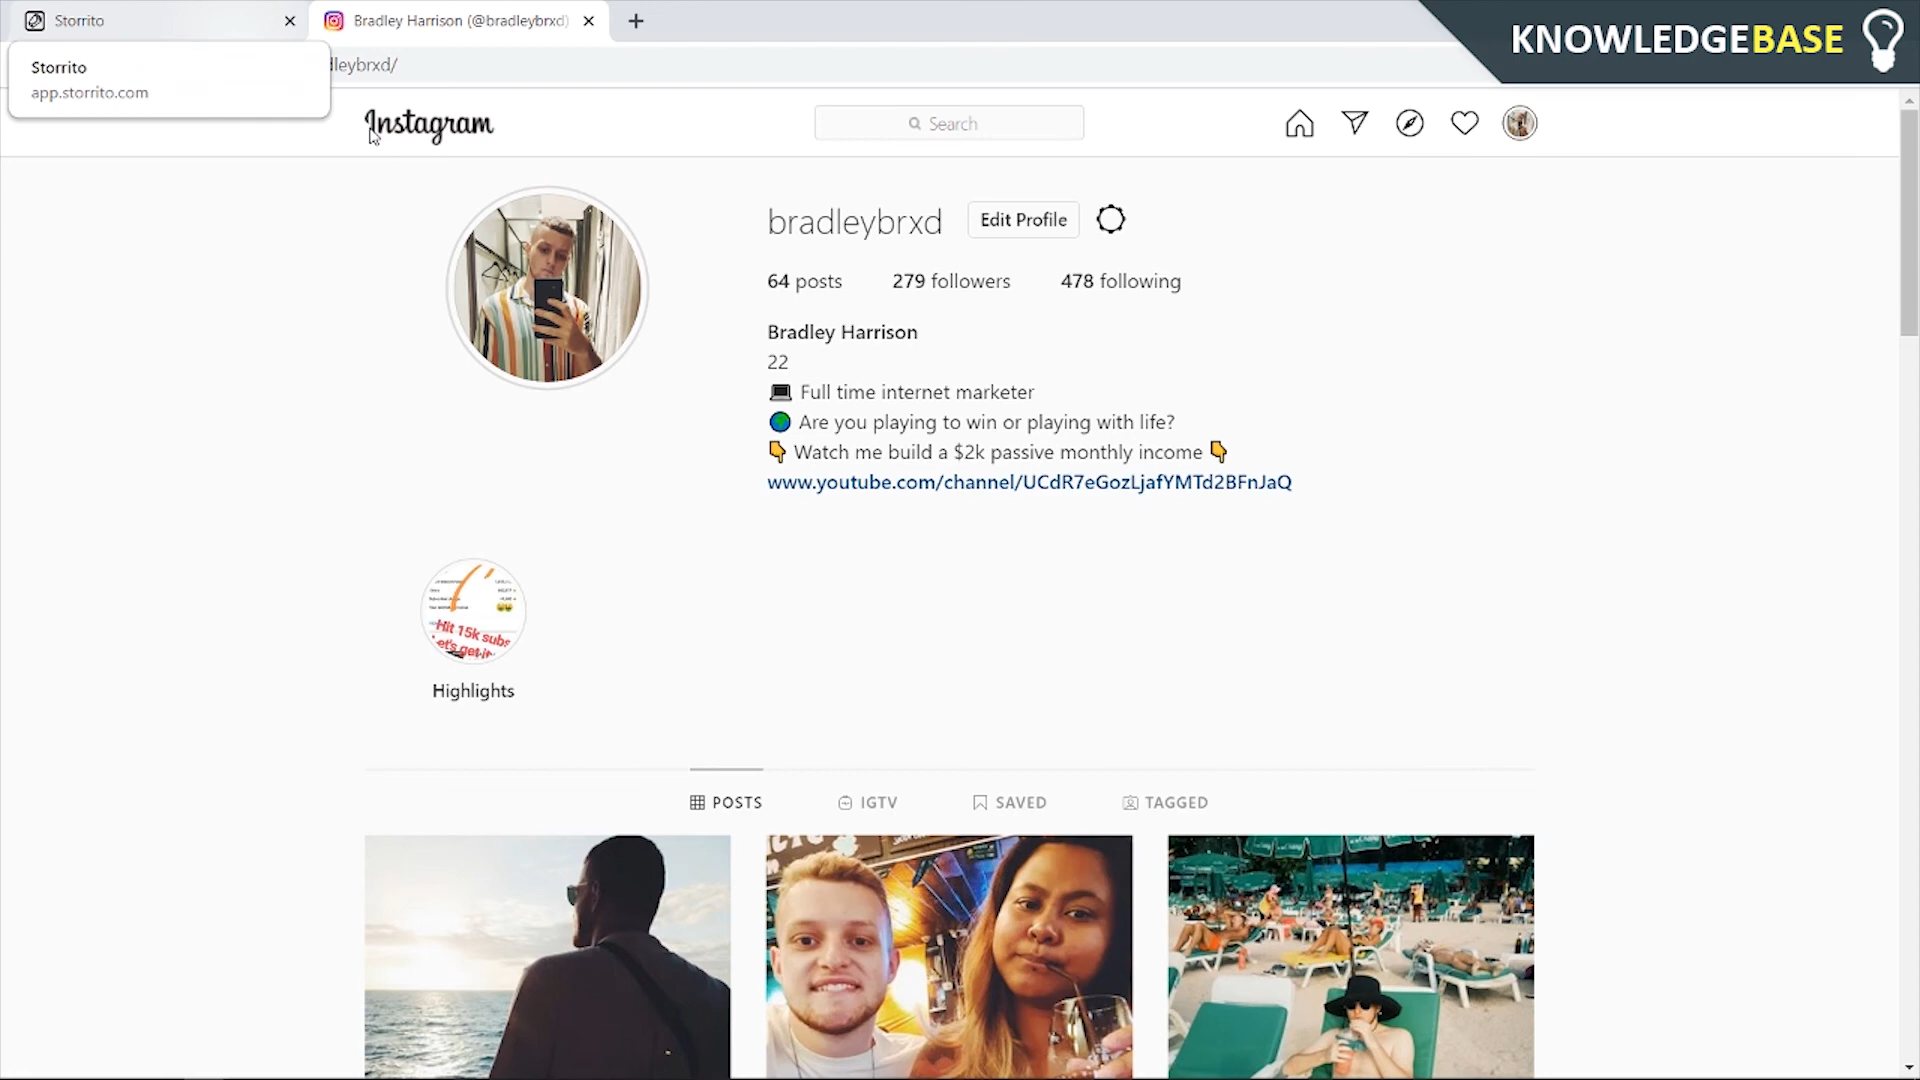 Storrito
Bradley Harrison (@bradleybrxd)
KNOWLEDGEBASE
Storrito
app.storrito.com
lleybrxd/
Instagram
Search
bradleybrxd
Edit Profile
64 posts
279 followers
478 following
Bradley Harrison
22
💻 Full time internet marketer
🌍 Are you playing to win or playing with life?
👇 Watch me build a $2k passive monthly income 👇
www.youtube.com/channel/UCdR7eGozLjafYMTd2BFnJaQ
Hit 15k subs
Let's get it
Highlights
POSTS
IGTV
SAVED
TAGGED